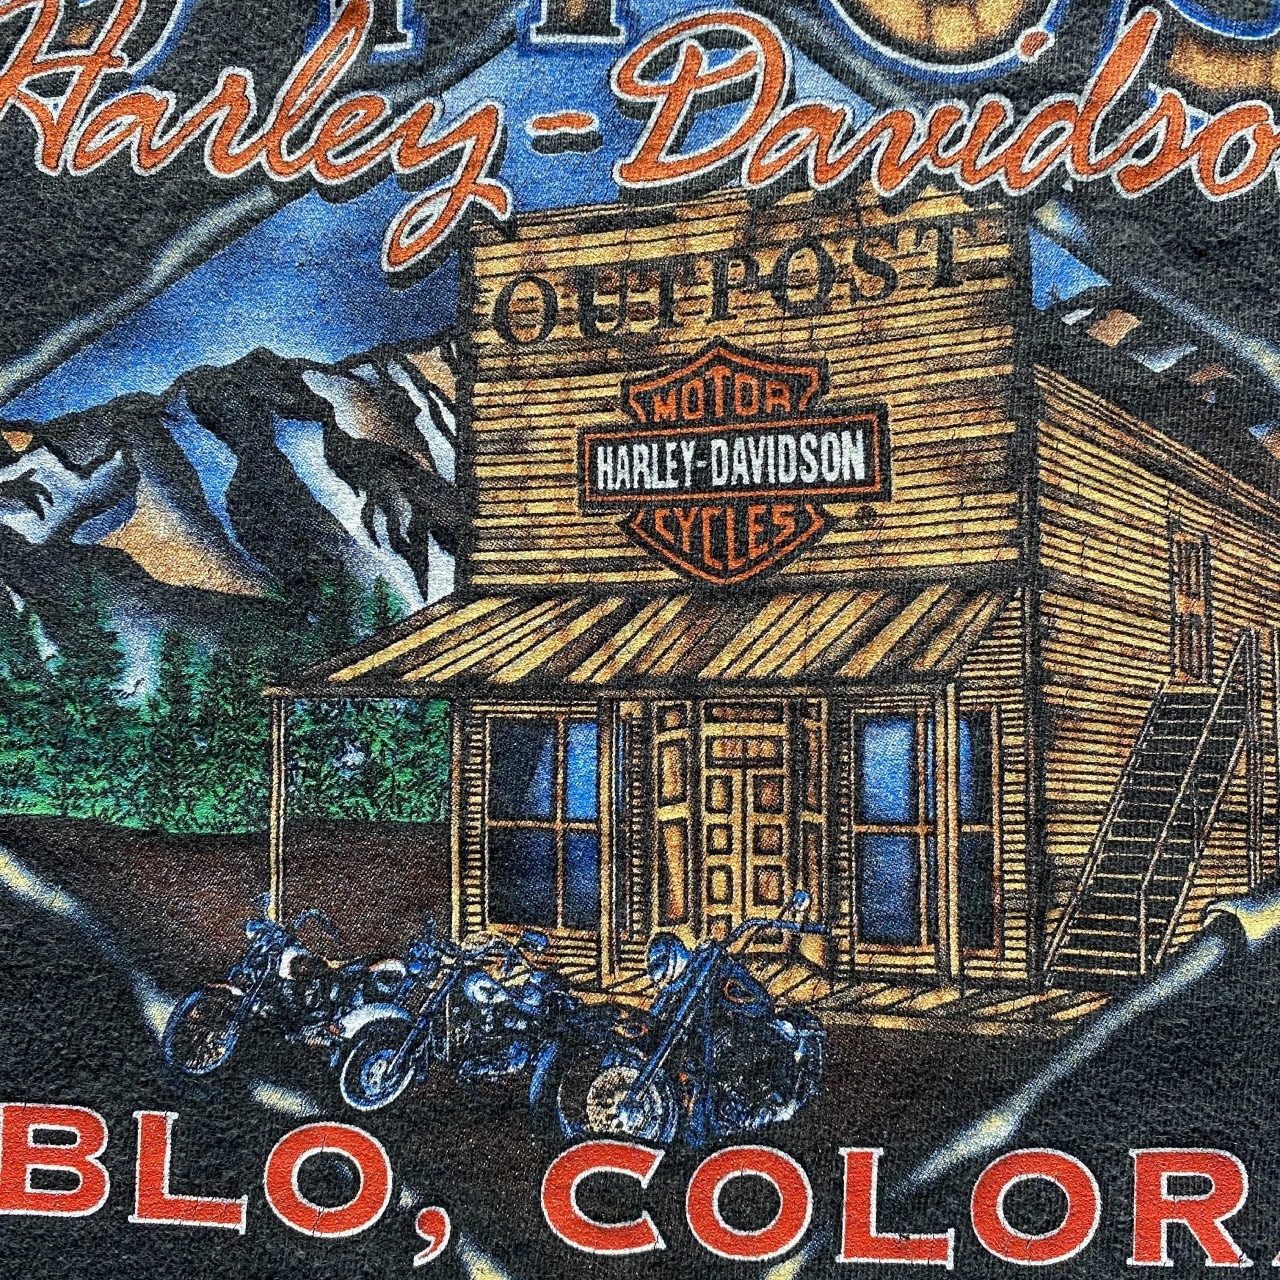 Harley-Davidso
OUTPOST
MOTOR
HARLEY-DAVIDSON
CYCLES
BLO, COLOR